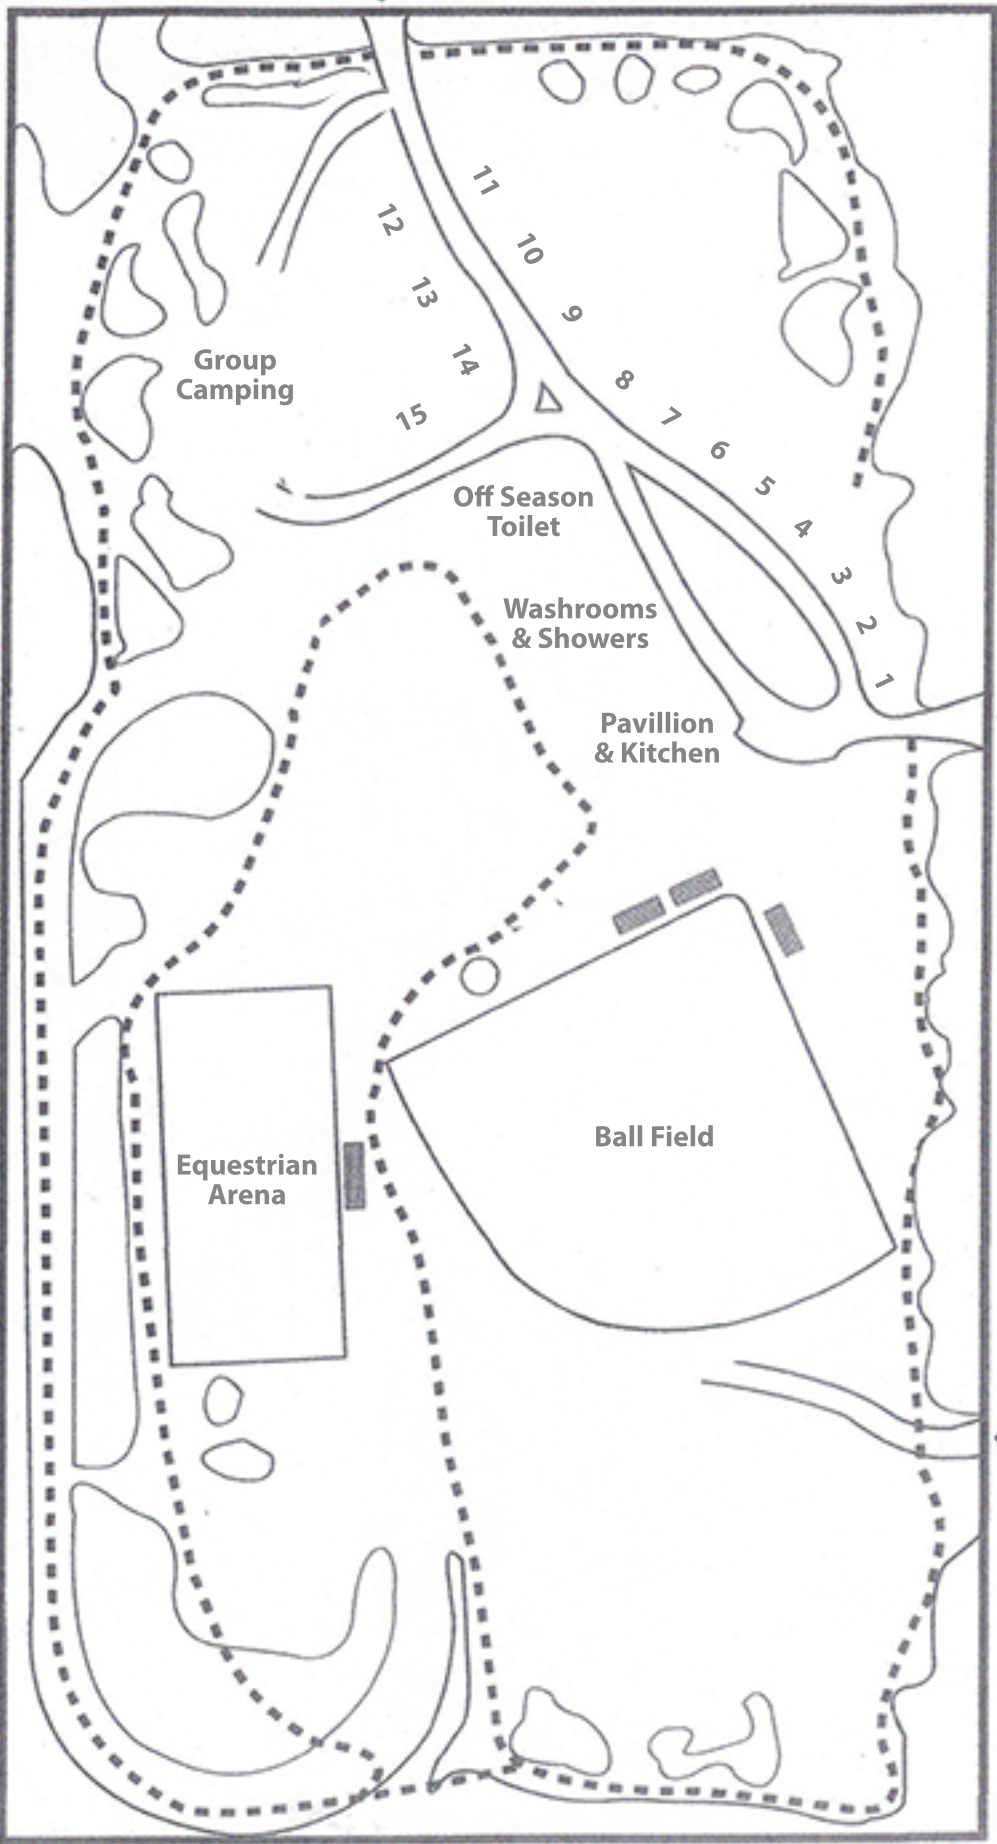 11
12
10
13
9
14
8
Group
Camping
15
7
6
5
Off Season
Toilet
4
3
Washrooms
& Showers
2
1
Pavillion
& Kitchen
Ball Field
Equestrian
Arena